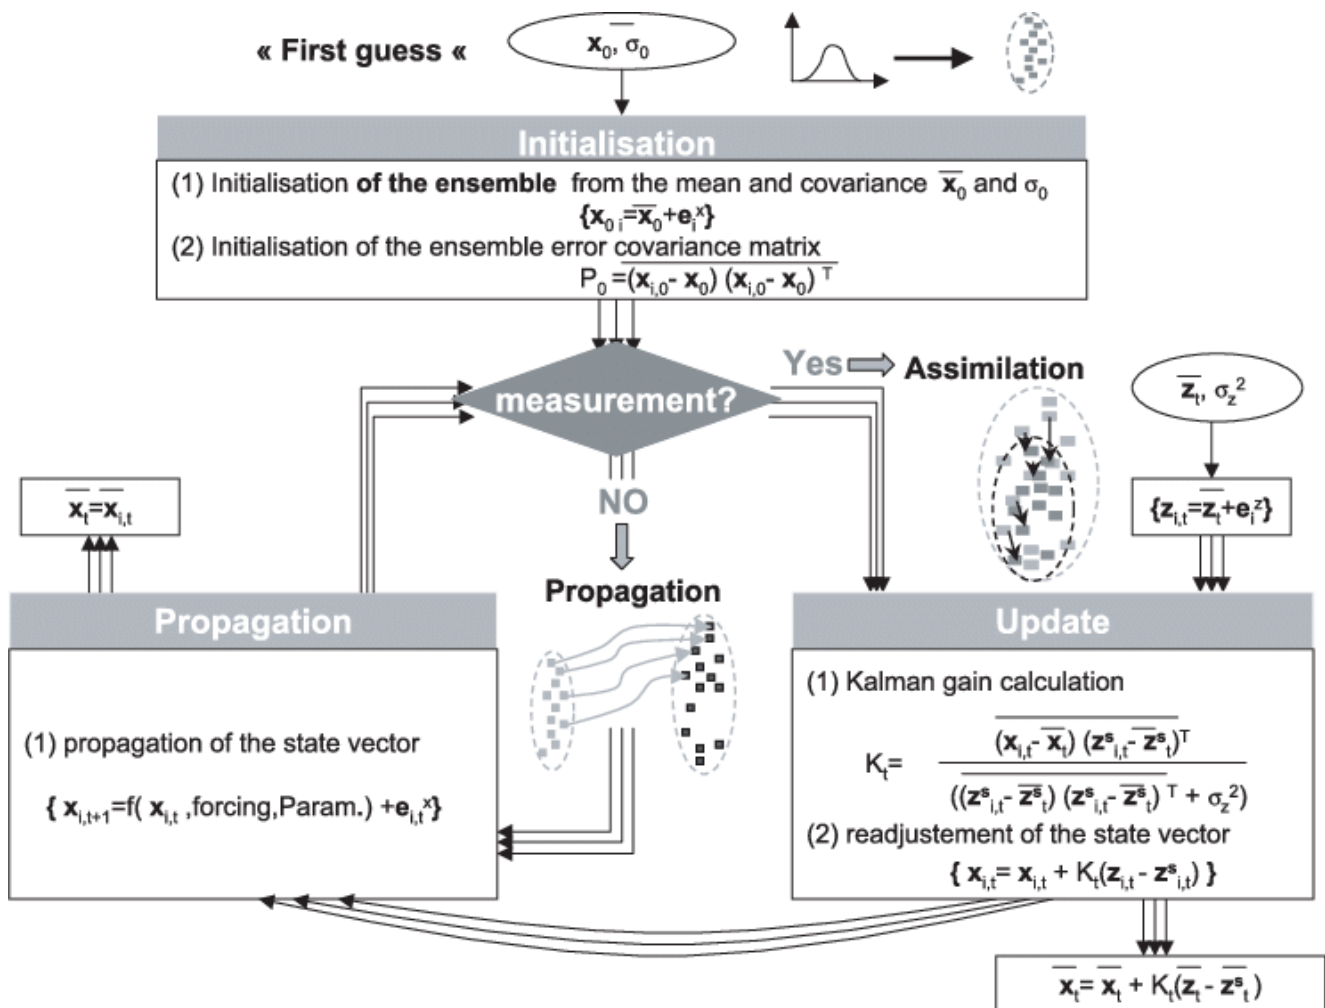 « First guess «
x̄₀, σ₀
Initialisation
(1) Initialisation of the ensemble from the mean and covariance x̄₀ and σ₀
{x₀ ᵢ=x̄₀+eᵢˣ}
(2) Initialisation of the ensemble error covariance matrix
P₀ =(xᵢ,₀- x₀) (xᵢ,₀- x₀) ᵀ
measurement?
Yes
Assimilation
z̄ₜ, σ_z²
{zᵢ,ₜ=z̄ₜ+eᵢᶻ}
NO
Propagation
x̄ₜ=x̄ᵢ,ₜ
Propagation
(1) propagation of the state vector
{ xᵢ,ₜ₊₁=f( xᵢ,ₜ ,forcing,Param.) +eᵢ,ₜˣ}
Update
(1) Kalman gain calculation
(xᵢ,ₜ- x̄ₜ) (zˢᵢ,ₜ- z̄ˢₜ)ᵀ
Kₜ=
((zˢᵢ,ₜ- z̄ˢₜ) (zˢᵢ,ₜ- z̄ˢₜ) ᵀ + σ_z²)
(2) readjustement of the state vector
{ xᵢ,ₜ= xᵢ,ₜ + Kₜ(zᵢ,ₜ - zˢᵢ,ₜ) }
x̄ₜ= x̄ₜ + Kₜ(z̄ₜ - z̄ˢₜ)